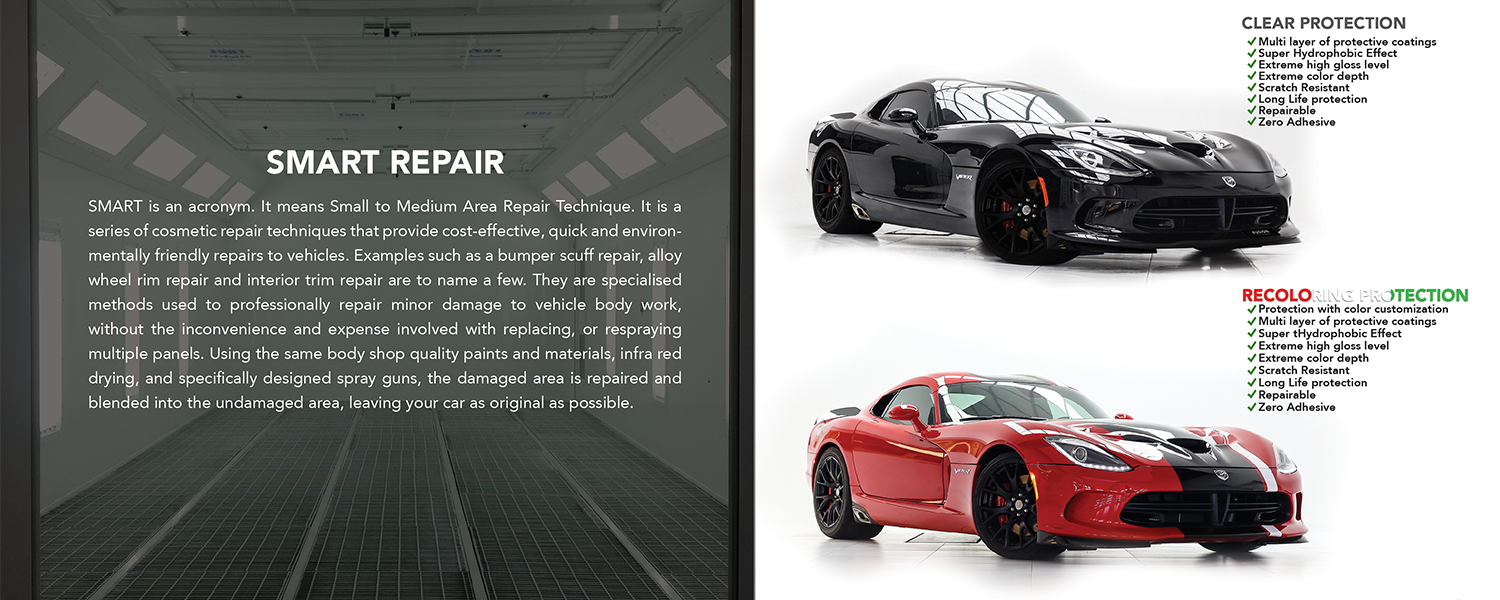 SMART REPAIR
SMART is an acronym. It means Small to Medium Area Repair Technique. It is a
series of cosmetic repair techniques that provide cost-effective, quick and environ-
mentally friendly repairs to vehicles. Examples such as a bumper scuff repair, alloy
wheel rim repair and interior trim repair are to name a few. They are specialised
methods used to professionally repair minor damage to vehicle body work,
without the inconvenience and expense involved with replacing, or respraying
multiple panels. Using the same body shop quality paints and materials, infra red
drying, and specifically designed spray guns, the damaged area is repaired and
blended into the undamaged area, leaving your car as original as possible.
CLEAR PROTECTION
Multi layer of protective coatings
Super Hydrophobic Effect
Extreme high gloss level
Extreme color depth
Scratch Resistant
Long Life protection
Repairable
Zero Adhesive
VIPER
RECOLORING PROTECTION
Protection with color customization
Multi layer of protective coatings
Super tHydrophobic Effect
Extreme high gloss level
Extreme color depth
Scratch Resistant
Long Life protection
Repairable
Zero Adhesive
VIPER